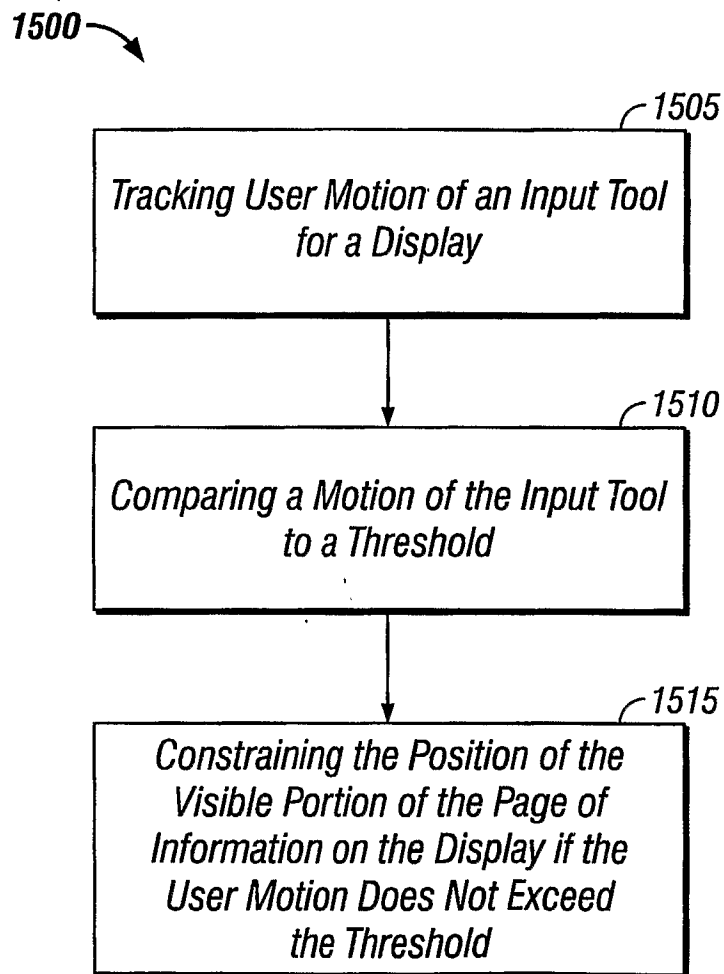 1500
1505
Tracking User Motion of an Input Tool
for a Display
1510
Comparing a Motion of the Input Tool
to a Threshold
1515
Constraining the Position of the
Visible Portion of the Page of
Information on the Display if the
User Motion Does Not Exceed
the Threshold